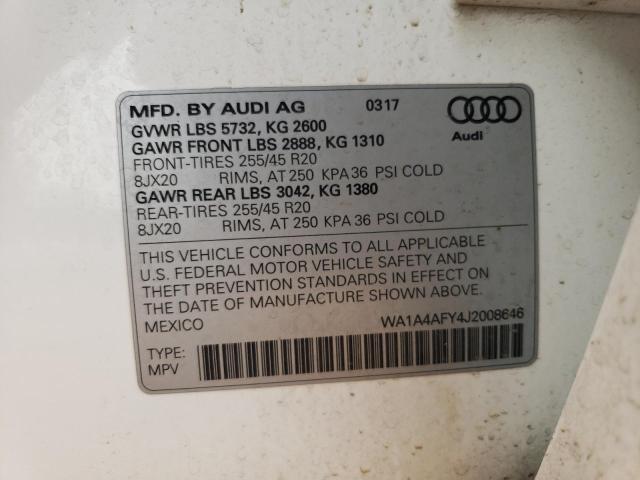 MFD. BY AUDI AG 0317
GVWR LBS 5732, KG 2600
GAWR FRONT LBS 2888, KG 1310
FRONT-TIRES 255/45 R20
8JX20 RIMS, AT 250 KPA 36 PSI COLD
GAWR REAR LBS 3042, KG 1380
REAR-TIRES 255/45 R20
8JX20 RIMS, AT 250 KPA 36 PSI COLD
Audi
THIS VEHICLE CONFORMS TO ALL APPLICABLE
U.S. FEDERAL MOTOR VEHICLE SAFETY AND
THEFT PREVENTION STANDARDS IN EFFECT ON
THE DATE OF MANUFACTURE SHOWN ABOVE.
MEXICO WA1A4AFY4J2008646
TYPE:
MPV